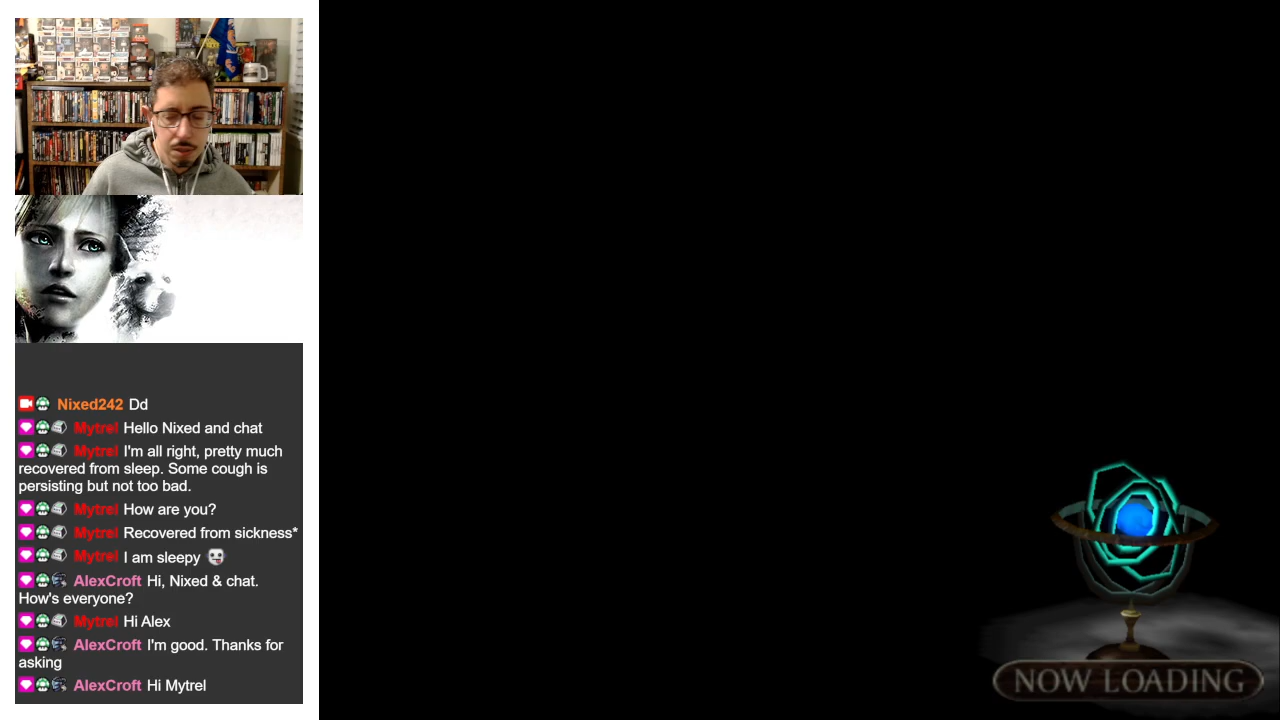 Nixed242 Dd
Mytrel Hello Nixed and chat
Mytrel I'm all right, pretty much
recovered from sleep. Some cough is
persisting but not too bad.
Mytrel How are you?
Mytrel Recovered from sickness*
Mytrel I am sleepy
AlexCroft Hi, Nixed & chat.
How's everyone?
Mytrel Hi Alex
AlexCroft I'm good. Thanks for
asking
AlexCroft Hi Mytrel
NOW LOADING